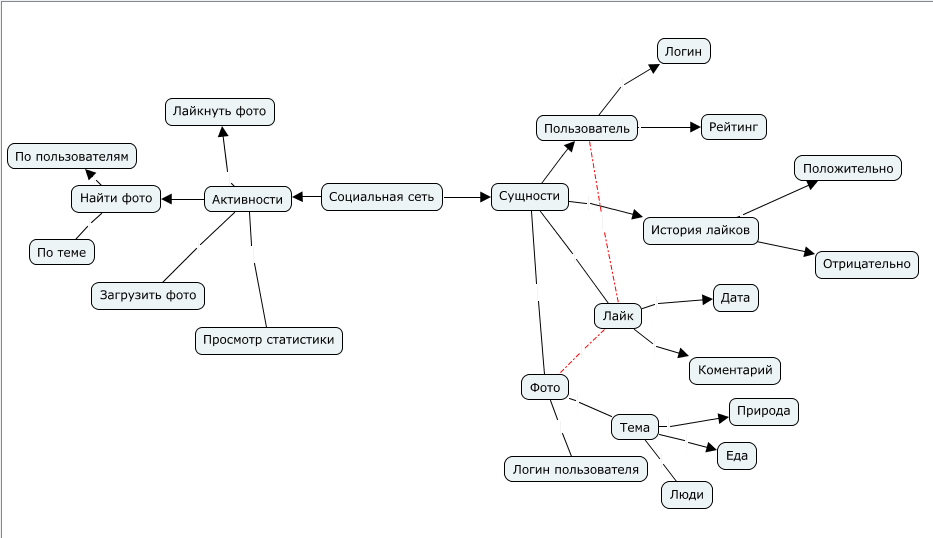 Логин
Лайкнуть фото
Пользователь
Рейтинг
По пользователям
Положительно
Найти фото
Активности
Социальная сеть
Сущности
История лайков
По теме
Отрицательно
Загрузить фото
Дата
Лайк
Просмотр статистики
Коментарий
Фото
Природа
Тема
Еда
Логин пользователя
Люди